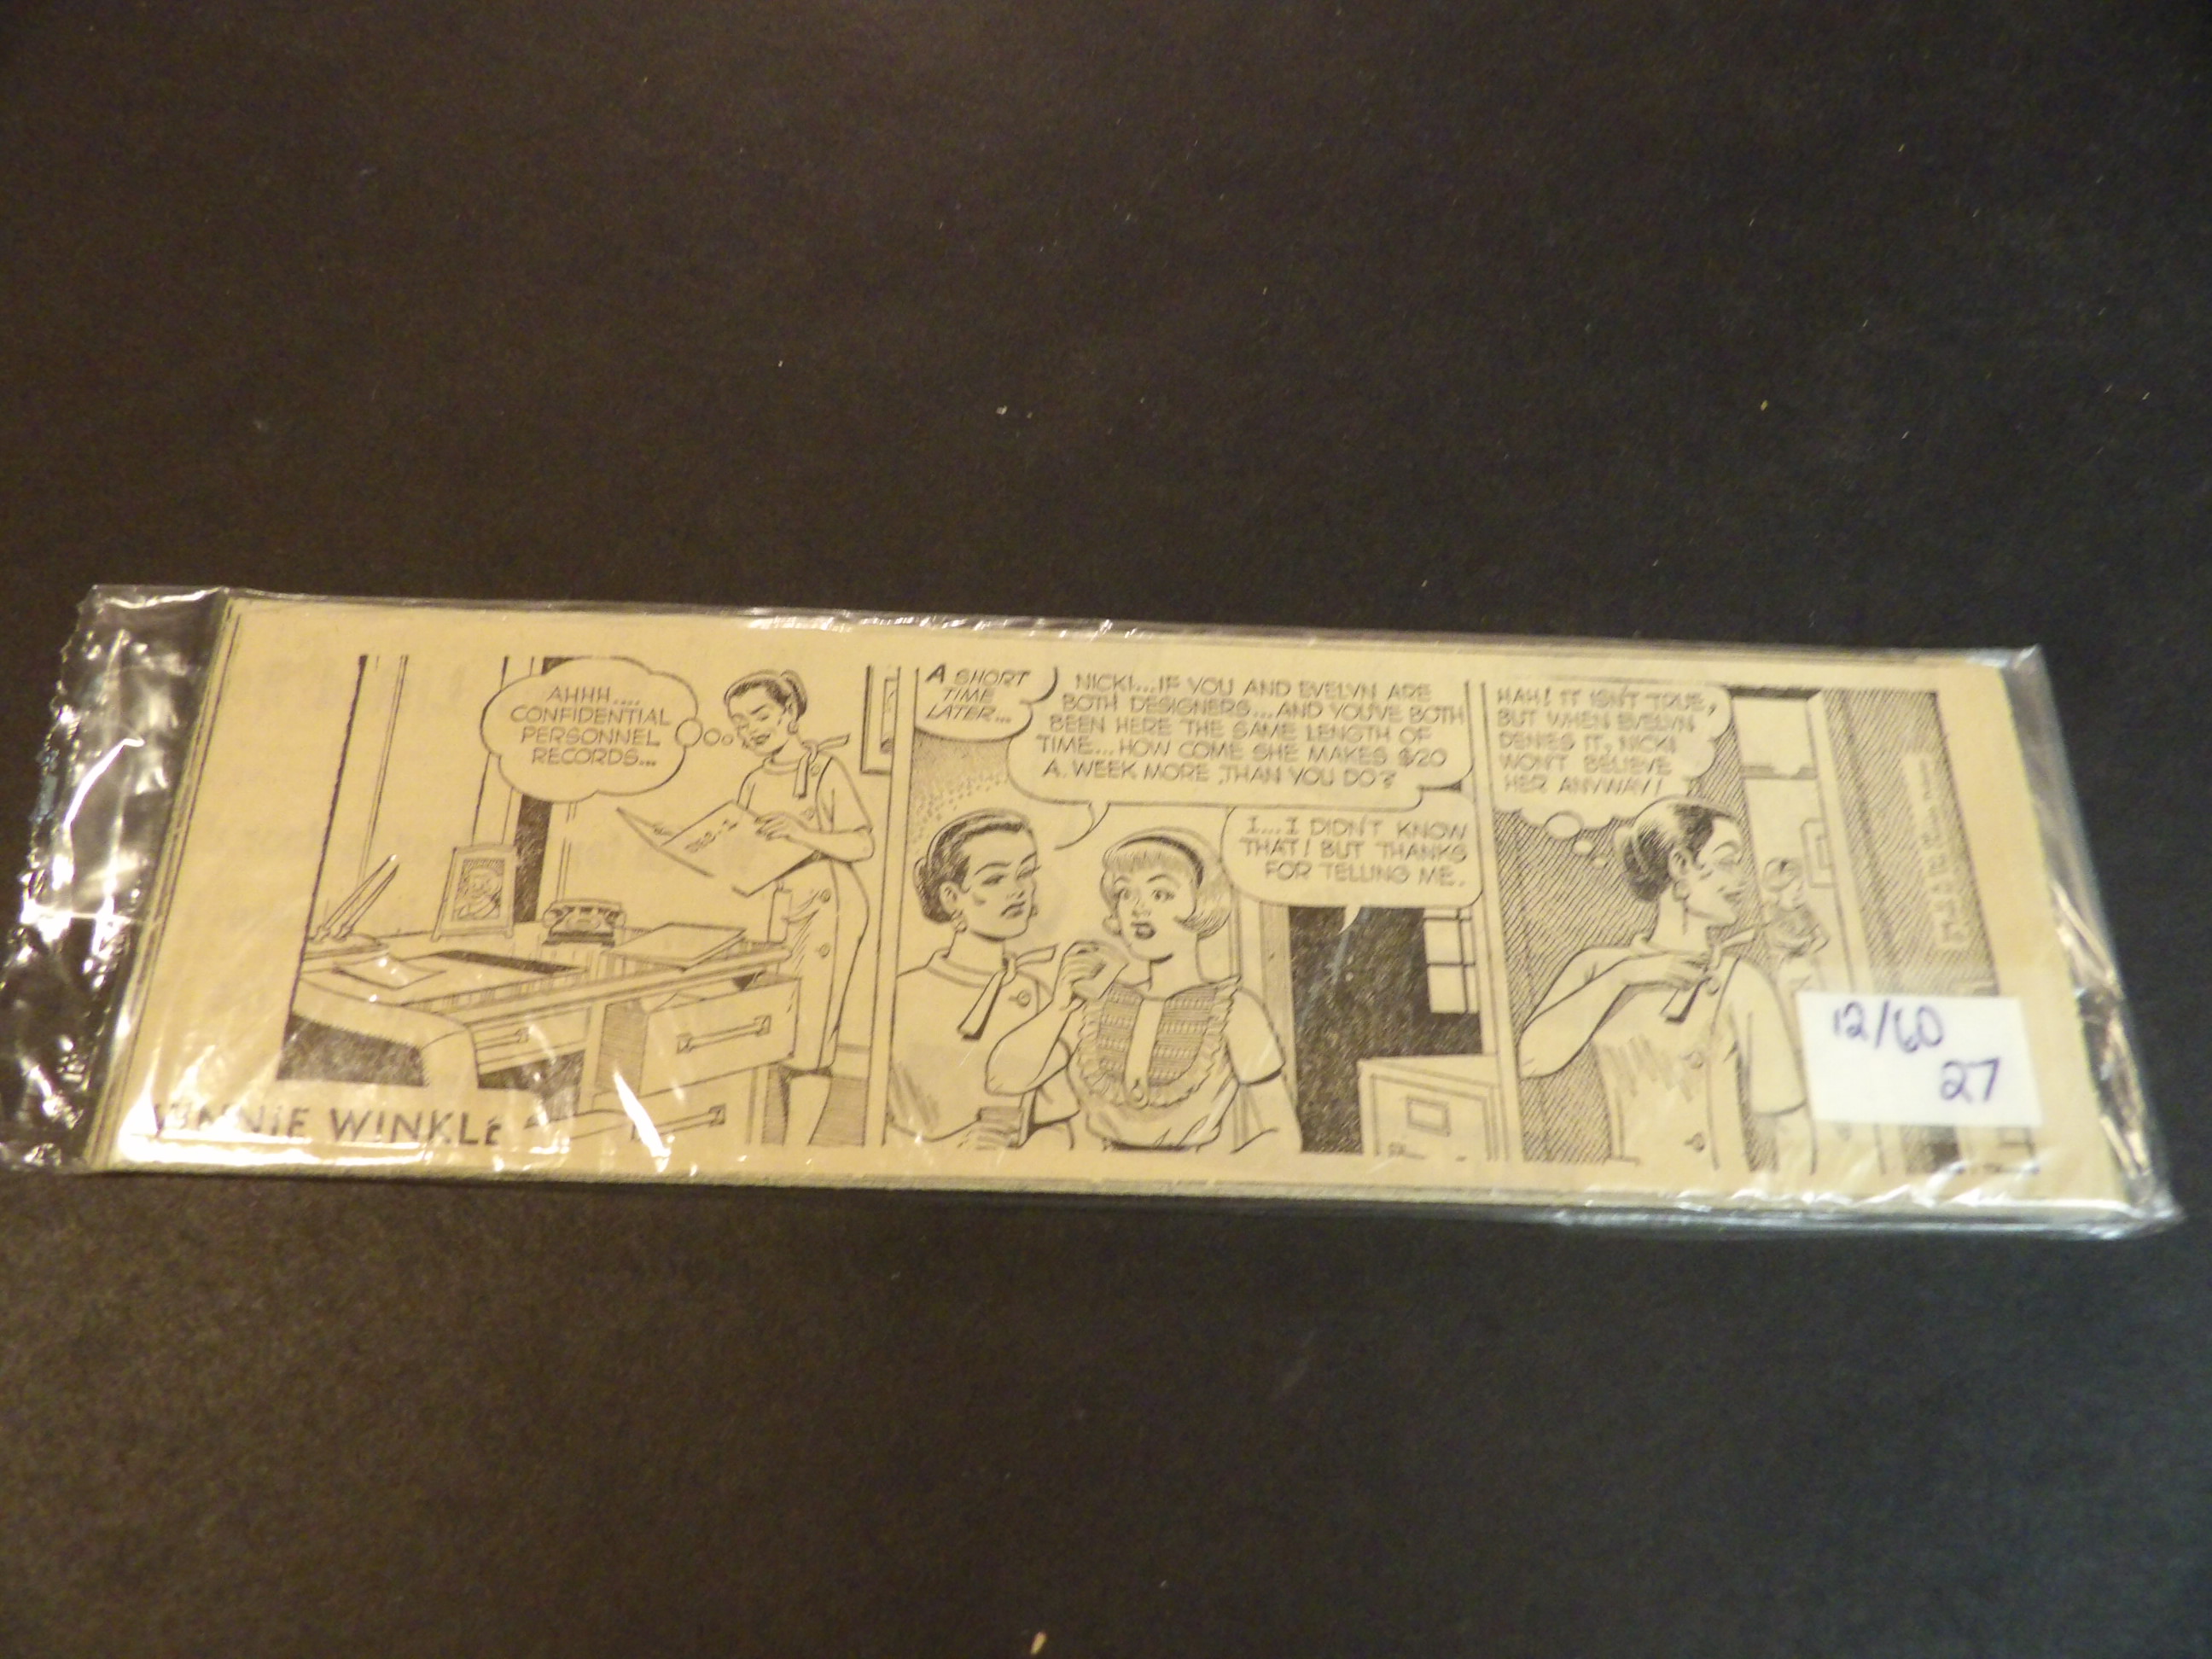 AHHH....
CONFIDENTIAL
PERSONNEL
RECORDS...
WINNIE WINKLE
A SHORT
TIME
LATER...
NICKI...IF YOU AND EVELYN ARE
BOTH DESIGNERS...AND YOU'VE BOTH
BEEN HERE THE SAME LENGTH OF
TIME...HOW COME SHE MAKES $20
A WEEK MORE THAN YOU DO?
I...I DIDN'T KNOW
THAT! BUT THANKS
FOR TELLING ME.
HAH! IT ISN'T TRUE,
BUT WHEN EVELYN
DENIES IT, NICKI
WON'T BELIEVE
HER ANYWAY!
12/60
27